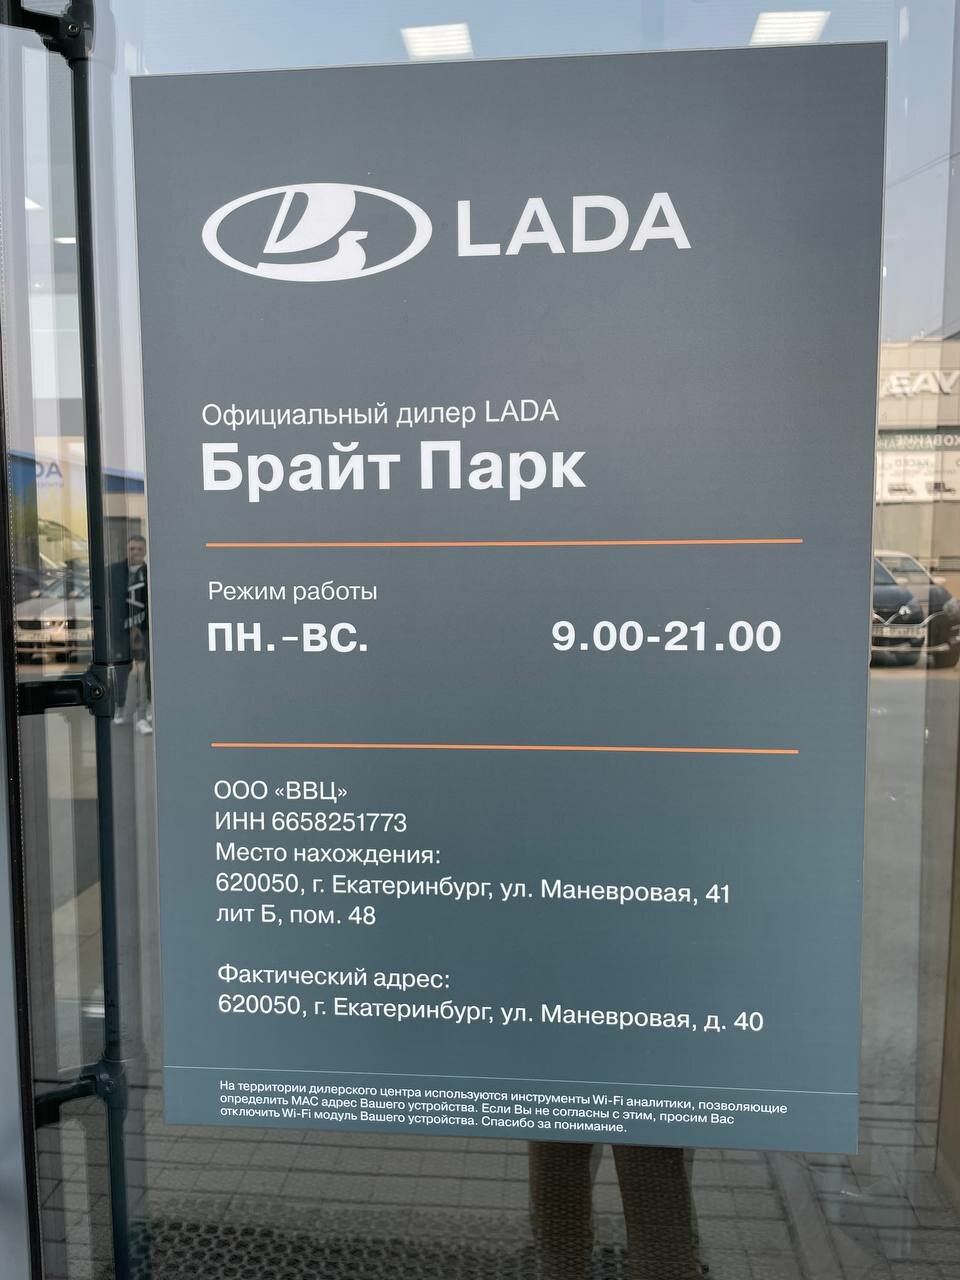 LADA
Официальный дилер LADA
Брайт Парк
Режим работы
ПН.-ВС. 9.00-21.00
ООО «ВВЦ»
ИНН 6658251773
Место нахождения:
620050, г. Екатеринбург, ул. Маневровая, 41
лит Б, пом. 48
Фактический адрес:
620050, г. Екатеринбург, ул. Маневровая, д. 40
На территории дилерского центра используются инструменты Wi-Fi аналитики, позволяющие
определить MAC адрес Вашего устройства. Если Вы не согласны с этим, просим Вас
отключить Wi-Fi модуль Вашего устройства. Спасибо за понимание.